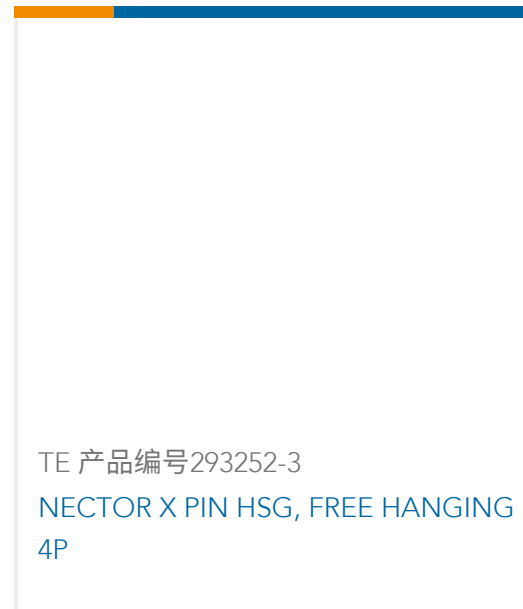 TE 产品编号293252-3
NECTOR X PIN HSG, FREE HANGING
4P